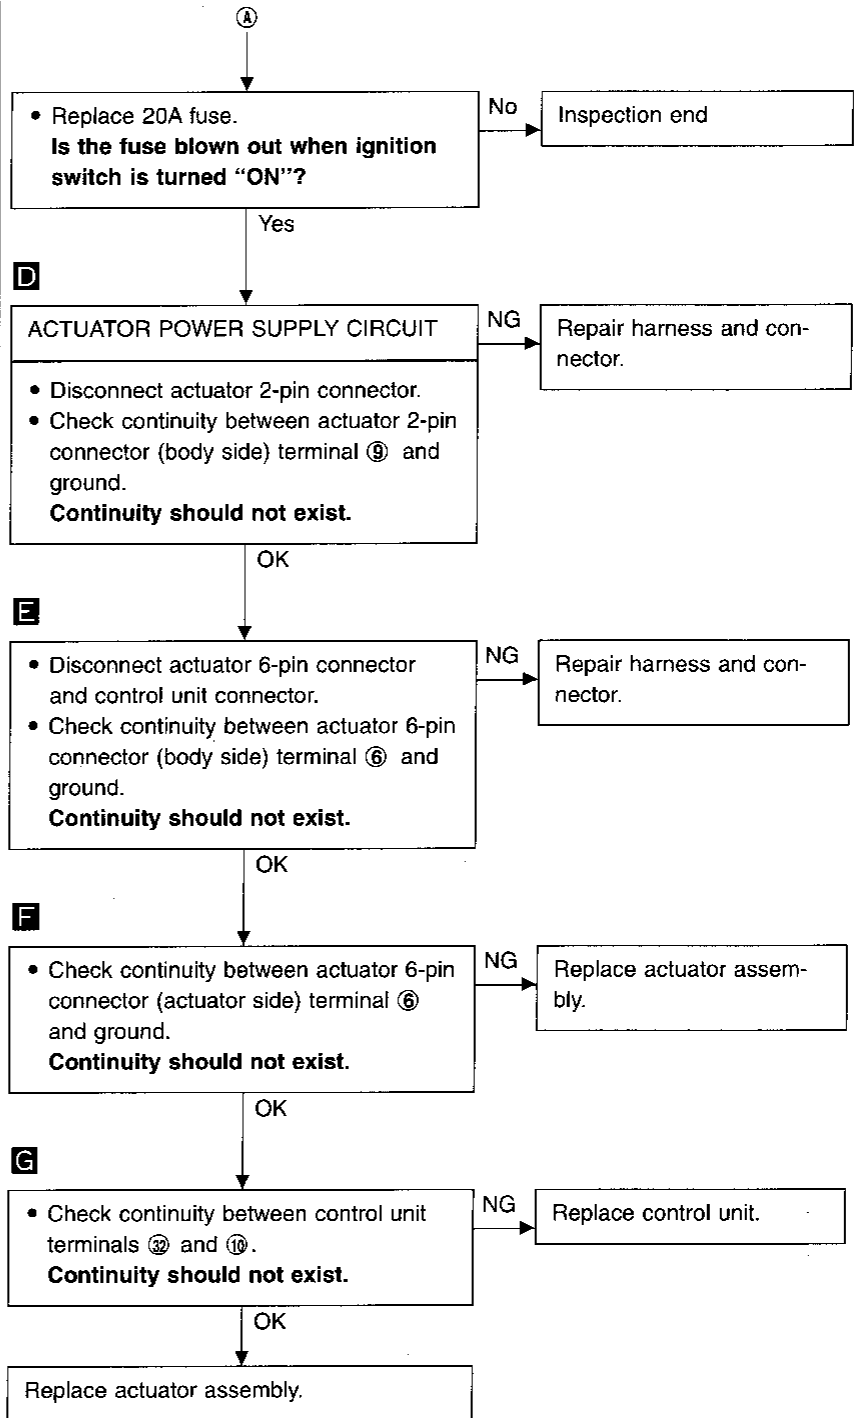 Ⓐ
• Replace 20A fuse.
Is the fuse blown out when ignition
switch is turned “ON”?
No
Inspection end
Yes
D
ACTUATOR POWER SUPPLY CIRCUIT
• Disconnect actuator 2-pin connector.
• Check continuity between actuator 2-pin
connector (body side) terminal ⑨ and
ground.
Continuity should not exist.
NG
Repair harness and con-
nector.
OK
E
• Disconnect actuator 6-pin connector
and control unit connector.
• Check continuity between actuator 6-pin
connector (body side) terminal ⑥ and
ground.
Continuity should not exist.
NG
Repair harness and con-
nector.
OK
F
• Check continuity between actuator 6-pin
connector (actuator side) terminal ⑥
and ground.
Continuity should not exist.
NG
Replace actuator assem-
bly.
OK
G
• Check continuity between control unit
terminals ㉜ and ⑩.
Continuity should not exist.
NG
Replace control unit.
OK
Replace actuator assembly.